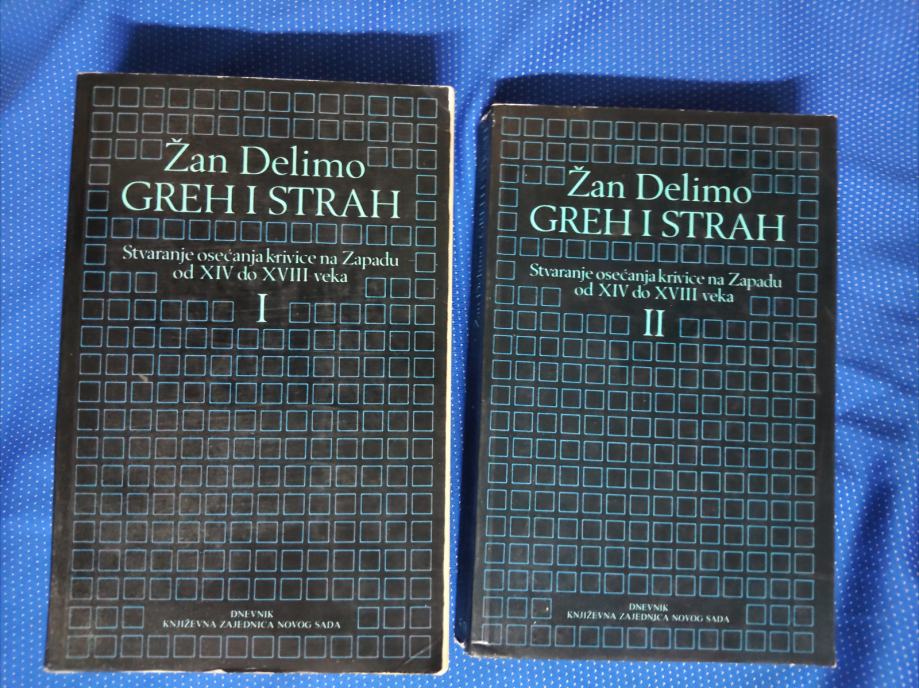 Žan Delimo
GREH I STRAH
Stvaranje osećanja krivice na Zapadu
od XIV do XVIII veka
I
DNEVNIK
KNJIŽEVNA ZAJEDNICA NOVOG SADA
Žan Delimo
GREH I STRAH
Stvaranje osećanja krivice na Zapadu
od XIV do XVIII veka
II
DNEVNIK
KNJIŽEVNA ZAJEDNICA NOVOG SADA